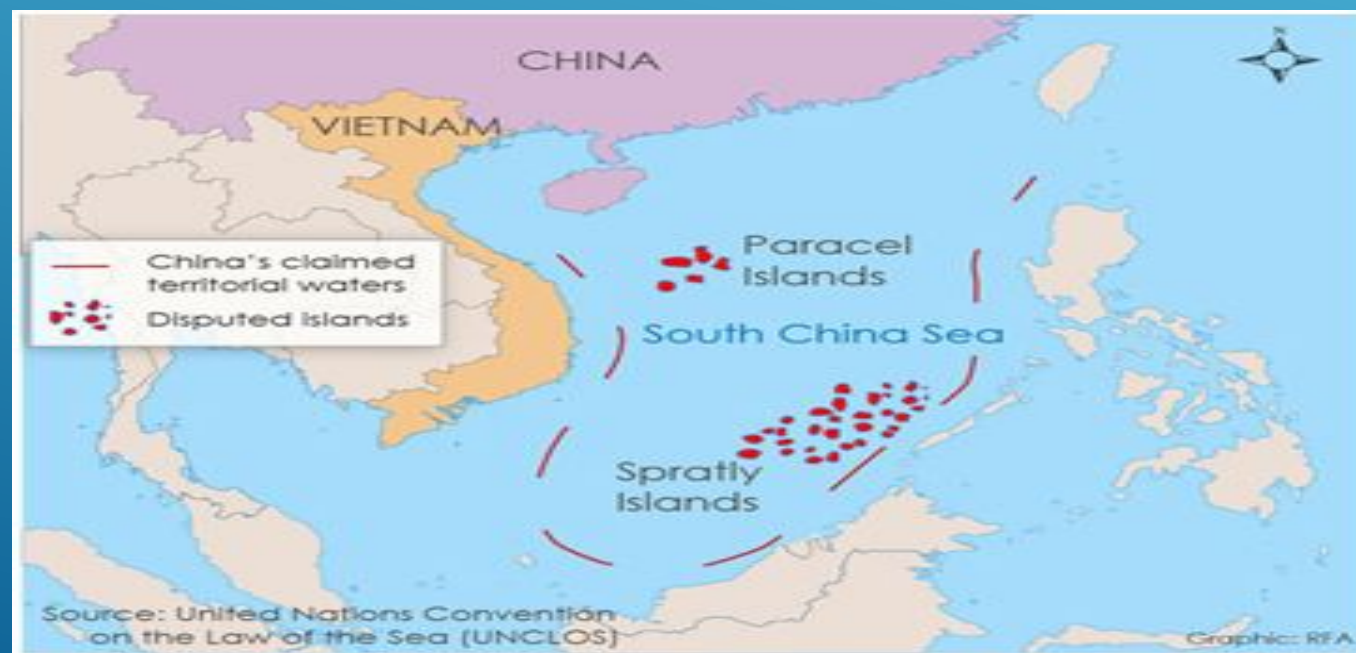 N
CHINA
VIETNAM
China's claimed
territorial waters
Disputed islands
Paracel
Islands
South China Sea
Spratly
Islands
Source: United Nations Convention
on the Law of the Sea (UNCLOS)
Graphic: RFA